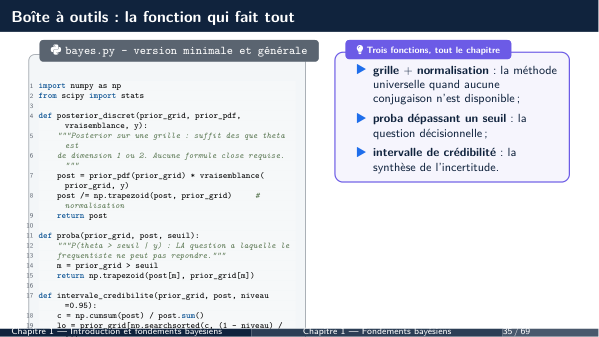 Boîte à outils : la fonction qui fait tout
bayes.py – version minimale et générale
1 import numpy as np
2 from scipy import stats
3
4 def posterior_discret(prior_grid, prior_pdf,
vraisemblance, y):
5 """Posterior sur une grille : suffit des que theta
est
6 de dimension 1 ou 2. Aucune formule close requise.
"""
7 post = prior_pdf(prior_grid) * vraisemblance(
prior_grid, y)
8 post /= np.trapezoid(post, prior_grid) #
normalisation
9 return post
10
11 def proba(prior_grid, post, seuil):
12 """P(theta > seuil | y) : LA question a laquelle le
13 frequentiste ne peut pas repondre."""
14 m = prior_grid > seuil
15 return np.trapezoid(post[m], prior_grid[m])
16
17 def intervale_credibilite(prior_grid, post, niveau
=0.95):
18 c = np.cumsum(post) / post.sum()
19 lo = prior_grid[np.searchsorted(c, (1 - niveau) /
Trois fonctions, tout le chapitre
grille + normalisation : la méthode
universelle quand aucune
conjugaison n'est disponible ;
proba dépassant un seuil : la
question décisionnelle ;
intervalle de crédibilité : la
synthèse de l'incertitude.
Chapitre 1 — Introduction et fondements bayésiens
Chapitre 1 — Fondements bayésiens
35 / 69